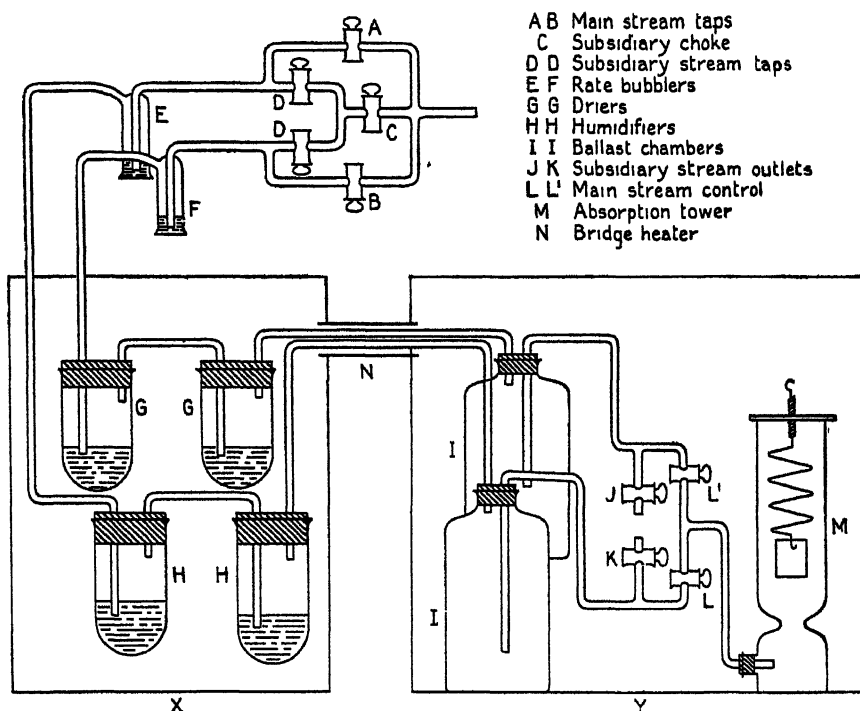 A B Main stream taps
C Subsidiary choke
D D Subsidiary stream taps
E F Rate bubblers
G G Driers
H H Humidifiers
I I Ballast chambers
J K Subsidiary stream outlets
L L' Main stream control
M Absorption tower
N Bridge heater
A
D
E
C
D
B
F
N
G
G
I
J
L'
M
K
H
H
I
L
X
Y